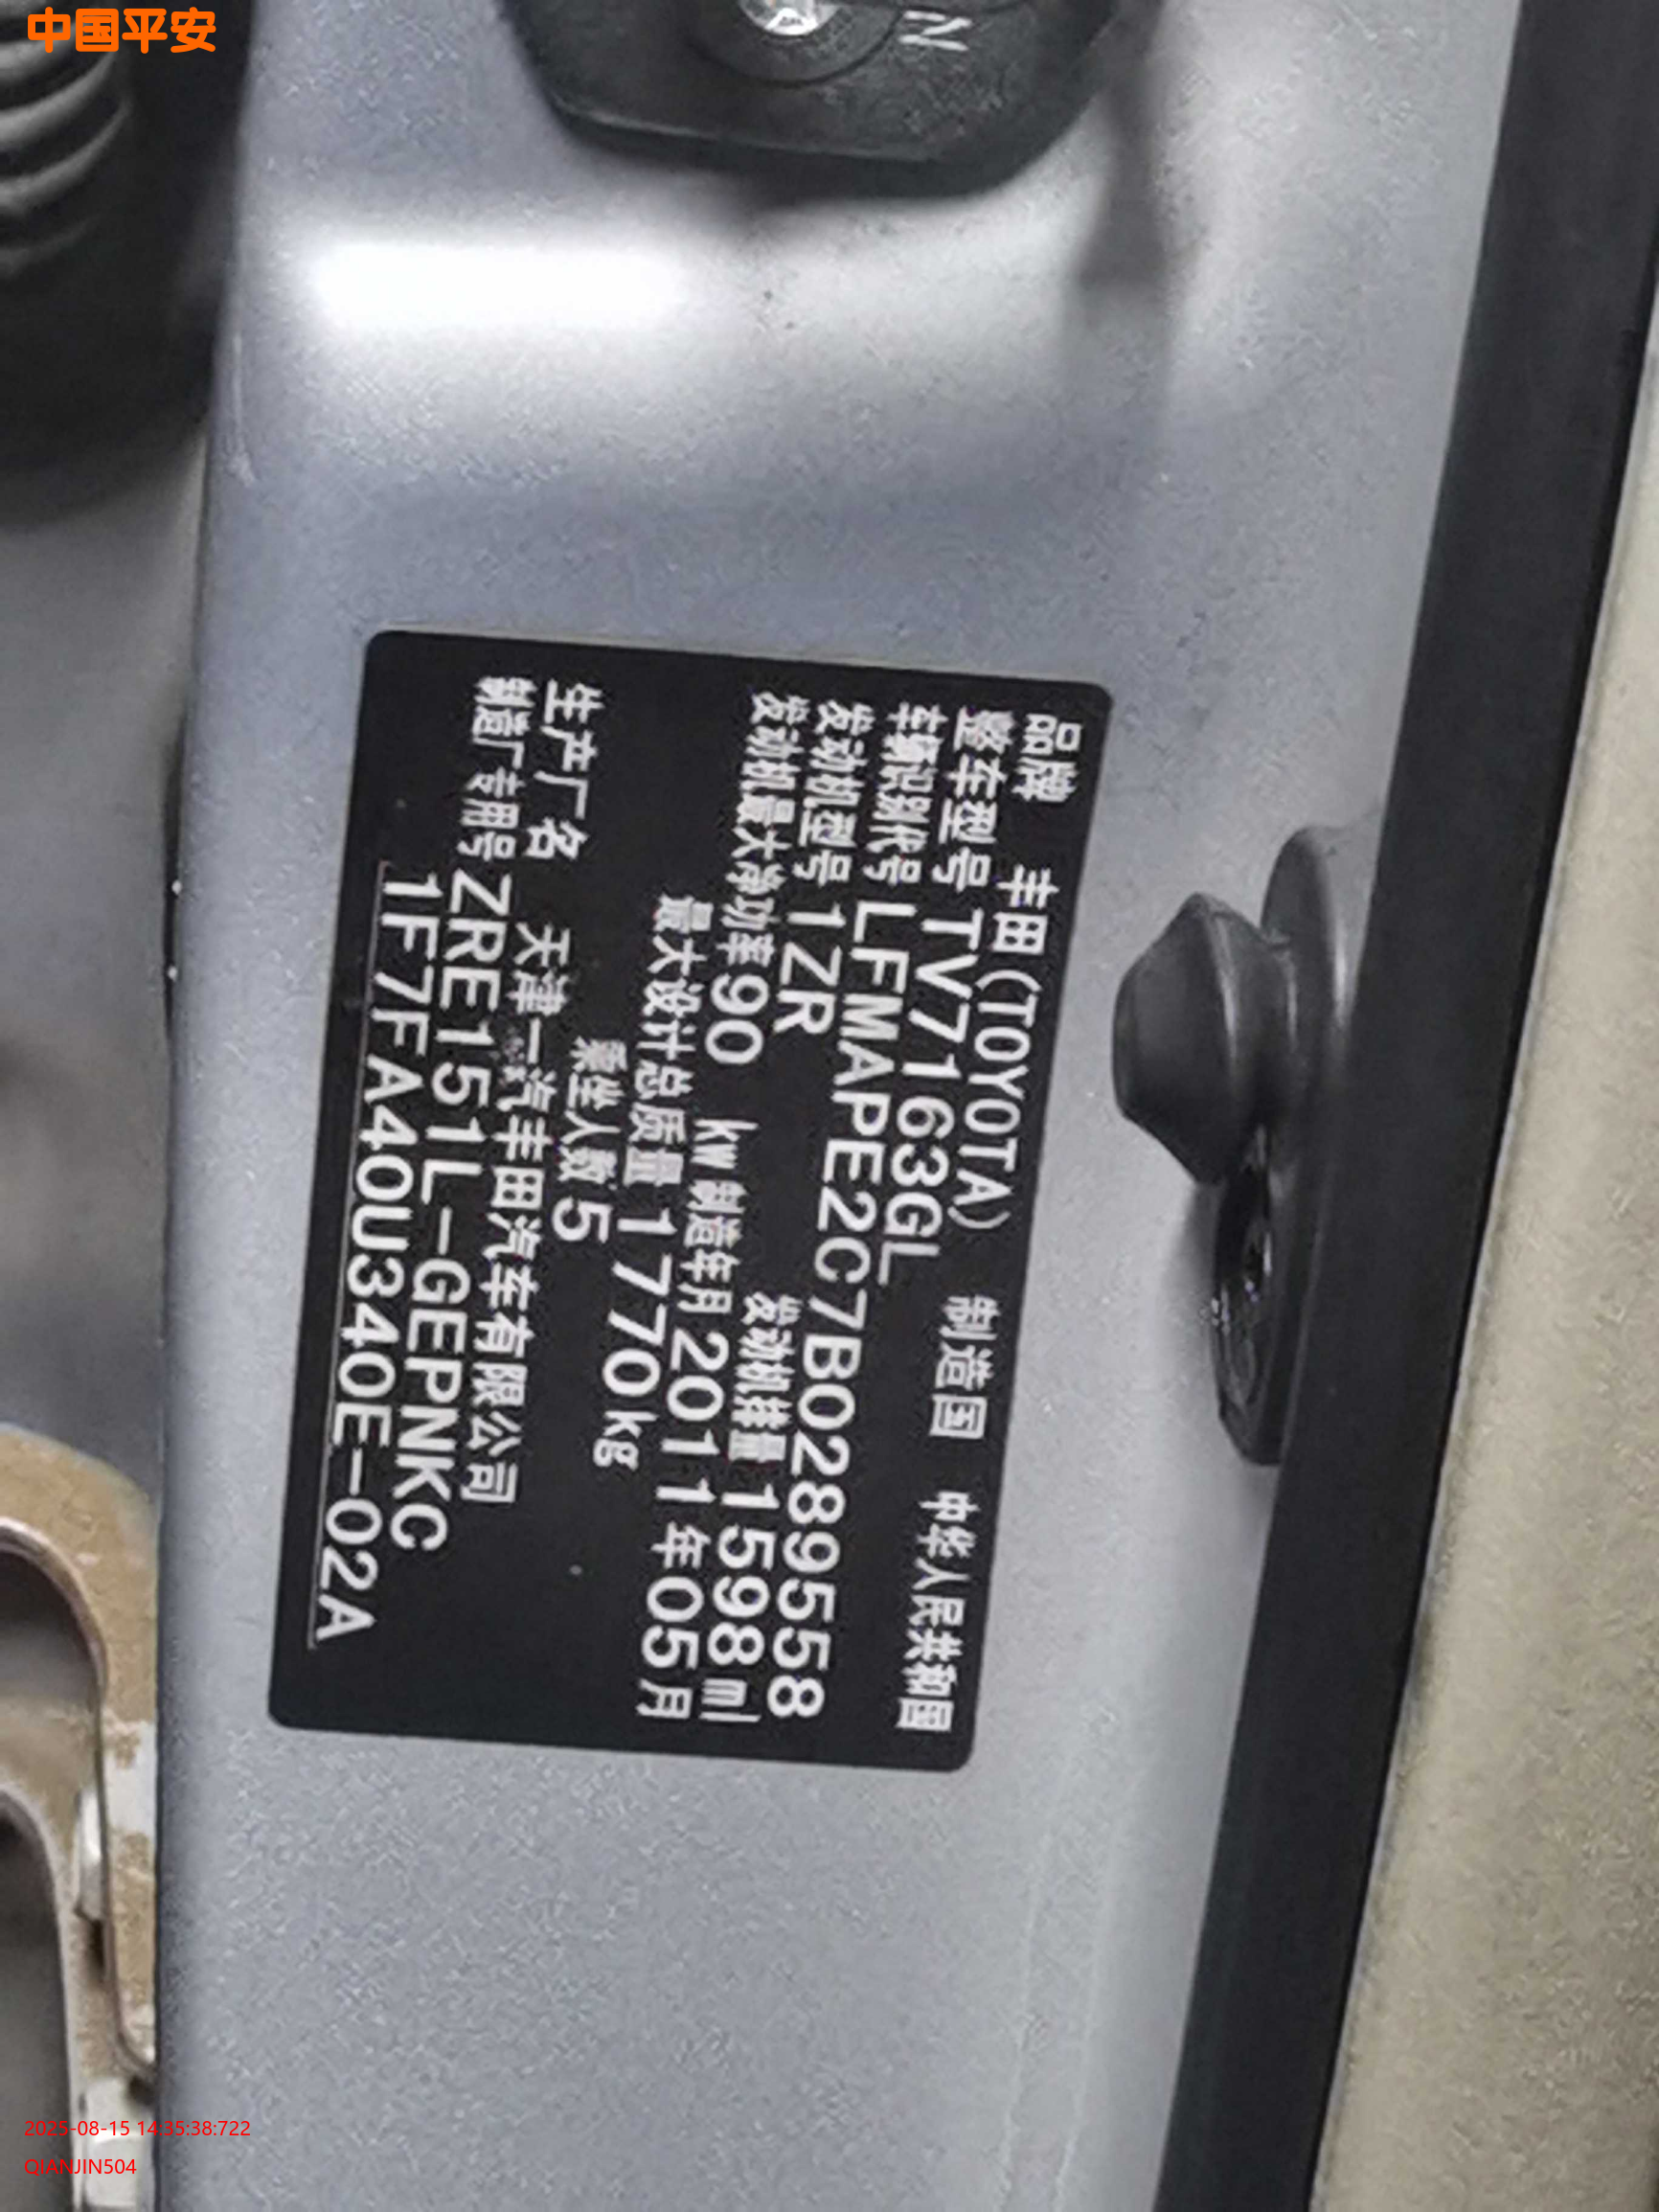 中国平安
N
品牌 丰田(TOYOTA) 制造国 中华人民共和国
整车型号 TV7163GL
车辆识别代号 LFMAPE2C7B0289558
发动机型号 1ZR 发动机排量 1598ml
发动机最大净功率 90 kW 制造年月 2011年05月
最大设计总质量 1770kg
乘坐人数 5
生产厂名 天津一汽丰田汽车有限公司
制造厂专用号 ZRE151L-GEPNKC
1F7FA40U340E-02A
2025-08-15 14:35:38:722
QIANJIN504